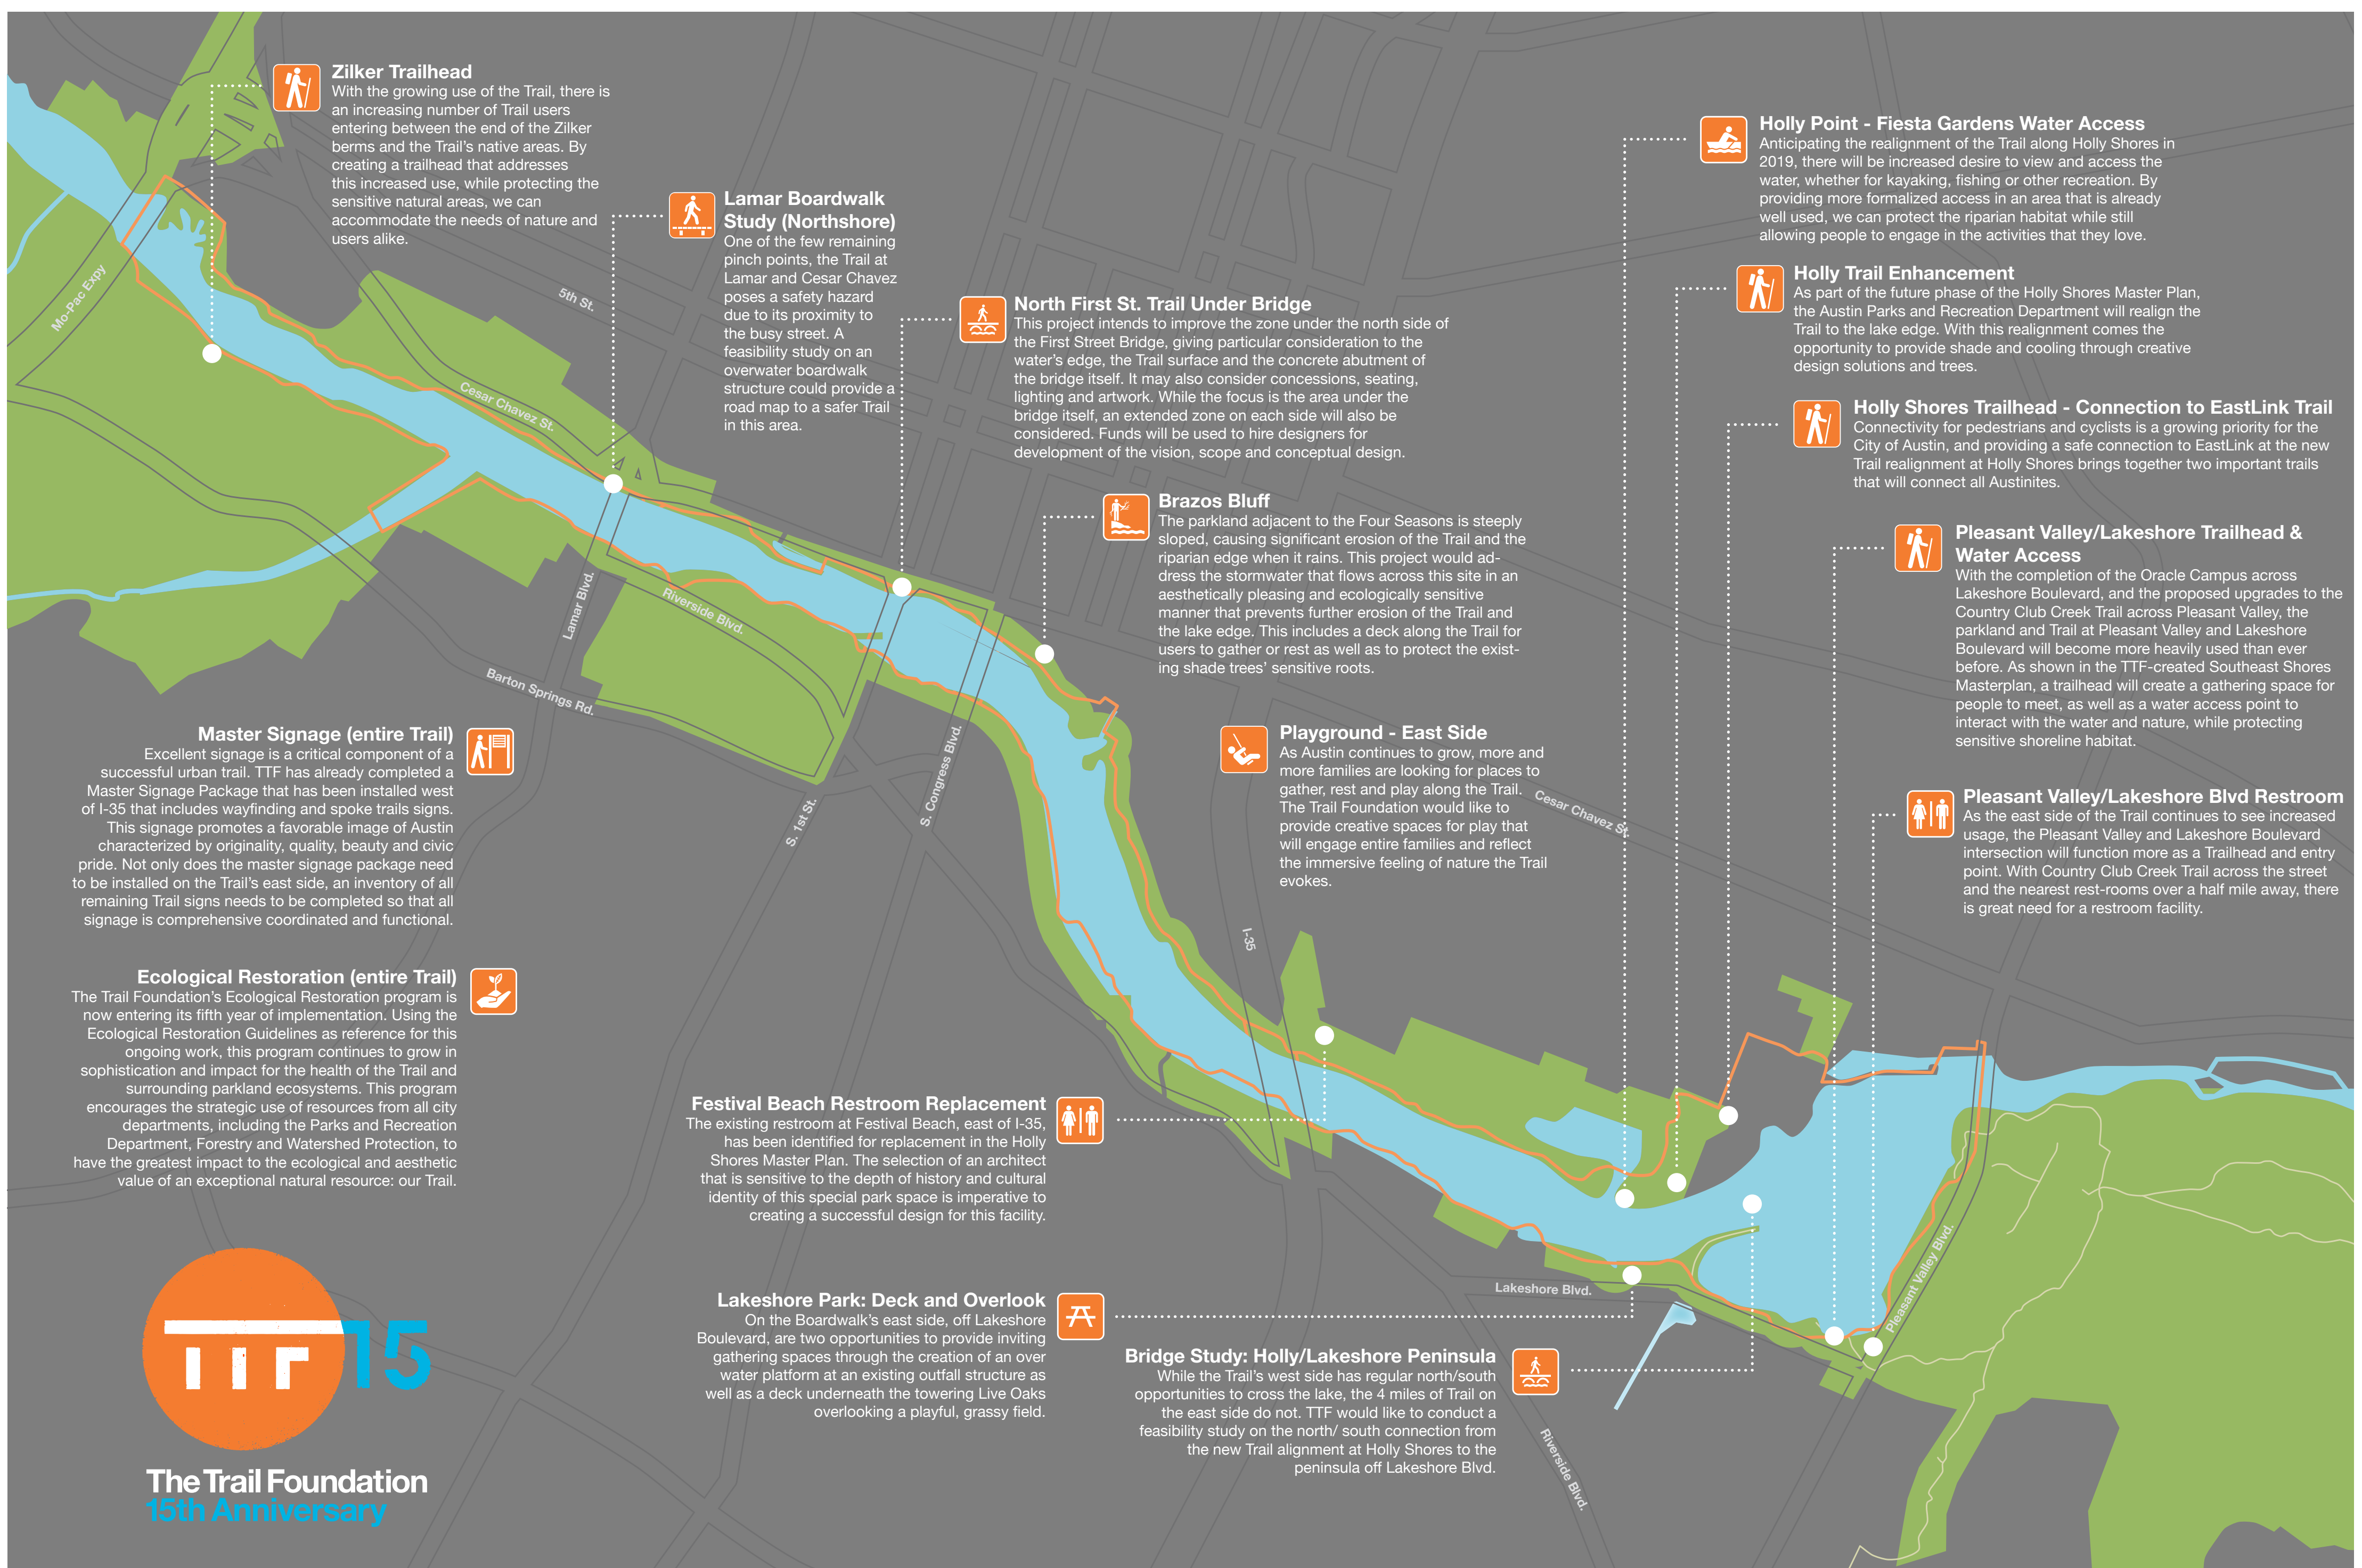 Zilker Trailhead
With the growing use of the Trail, there is
an increasing number of Trail users
entering between the end of the Zilker
berms and the Trail's native areas. By
creating a trailhead that addresses
this increased use, while protecting the
sensitive natural areas, we can
accommodate the needs of nature and
users alike.
Lamar Boardwalk
Study (Northshore)
One of the few remaining
pinch points, the Trail at
Lamar and Cesar Chavez
poses a safety hazard
due to its proximity to
the busy street. A
feasibility study on an
overwater boardwalk
structure could provide a
road map to a safer Trail
in this area.
North First St. Trail Under Bridge
This project intends to improve the zone under the north side of
the First Street Bridge, giving particular consideration to the
water's edge, the Trail surface and the concrete abutment of
the bridge itself. It may also consider concessions, seating,
lighting and artwork. While the focus is the area under the
bridge itself, an extended zone on each side will also be
considered. Funds will be used to hire designers for
development of the vision, scope and conceptual design.
Brazos Bluff
The parkland adjacent to the Four Seasons is steeply
sloped, causing significant erosion of the Trail and the
riparian edge when it rains. This project would ad-
dress the stormwater that flows across this site in an
aesthetically pleasing and ecologically sensitive
manner that prevents further erosion of the Trail and
the lake edge. This includes a deck along the Trail for
users to gather or rest as well as to protect the exist-
ing shade trees' sensitive roots.
Playground - East Side
As Austin continues to grow, more and
more families are looking for places to
gather, rest and play along the Trail.
The Trail Foundation would like to
provide creative spaces for play that
will engage entire families and reflect
the immersive feeling of nature the Trail
evokes.
Holly Point - Fiesta Gardens Water Access
Anticipating the realignment of the Trail along Holly Shores in
2019, there will be increased desire to view and access the
water, whether for kayaking, fishing or other recreation. By
providing more formalized access in an area that is already
well used, we can protect the riparian habitat while still
allowing people to engage in the activities that they love.
Holly Trail Enhancement
As part of the future phase of the Holly Shores Master Plan,
the Austin Parks and Recreation Department will realign the
Trail to the lake edge. With this realignment comes the
opportunity to provide shade and cooling through creative
design solutions and trees.
Holly Shores Trailhead - Connection to EastLink Trail
Connectivity for pedestrians and cyclists is a growing priority for the
City of Austin, and providing a safe connection to EastLink at the new
Trail realignment at Holly Shores brings together two important trails
that will connect all Austinites.
Pleasant Valley/Lakeshore Trailhead &
Water Access
With the completion of the Oracle Campus across
Lakeshore Boulevard, and the proposed upgrades to the
Country Club Creek Trail across Pleasant Valley, the
parkland and Trail at Pleasant Valley and Lakeshore
Boulevard will become more heavily used than ever
before. As shown in the TTF-created Southeast Shores
Masterplan, a trailhead will create a gathering space for
people to meet, as well as a water access point to
interact with the water and nature, while protecting
sensitive shoreline habitat.
Pleasant Valley/Lakeshore Blvd Restroom
As the east side of the Trail continues to see increased
usage, the Pleasant Valley and Lakeshore Boulevard
intersection will function more as a Trailhead and entry
point. With Country Club Creek Trail across the street
and the nearest rest-rooms over a half mile away, there
is great need for a restroom facility.
Master Signage (entire Trail)
Excellent signage is a critical component of a
successful urban trail. TTF has already completed a
Master Signage Package that has been installed west
of I-35 that includes wayfinding and spoke trails signs.
This signage promotes a favorable image of Austin
characterized by originality, quality, beauty and civic
pride. Not only does the master signage package need
to be installed on the Trail's east side, an inventory of all
remaining Trail signs needs to be completed so that all
signage is comprehensive coordinated and functional.
Ecological Restoration (entire Trail)
The Trail Foundation's Ecological Restoration program is
now entering its fifth year of implementation. Using the
Ecological Restoration Guidelines as reference for this
ongoing work, this program continues to grow in
sophistication and impact for the health of the Trail and
surrounding parkland ecosystems. This program
encourages the strategic use of resources from all city
departments, including the Parks and Recreation
Department, Forestry and Watershed Protection, to
have the greatest impact to the ecological and aesthetic
value of an exceptional natural resource: our Trail.
Festival Beach Restroom Replacement
The existing restroom at Festival Beach, east of I-35,
has been identified for replacement in the Holly
Shores Master Plan. The selection of an architect
that is sensitive to the depth of history and cultural
identity of this special park space is imperative to
creating a successful design for this facility.
Lakeshore Park: Deck and Overlook
On the Boardwalk's east side, off Lakeshore
Boulevard, are two opportunities to provide inviting
gathering spaces through the creation of an over
water platform at an existing outfall structure as
well as a deck underneath the towering Live Oaks
overlooking a playful, grassy field.
Bridge Study: Holly/Lakeshore Peninsula
While the Trail's west side has regular north/south
opportunities to cross the lake, the 4 miles of Trail on
the east side do not. TTF would like to conduct a
feasibility study on the north/ south connection from
the new Trail alignment at Holly Shores to the
peninsula off Lakeshore Blvd.
Mo-Pac Expy
5th St.
Cesar Chavez St.
Lamar Blvd.
Riverside Blvd.
Barton Springs Rd.
S. 1st St.
S. Congress Blvd.
I-35
Cesar Chavez St.
Lakeshore Blvd.
Pleasant Valley Blvd.
Riverside Blvd.
TTF15
The Trail Foundation
15th Anniversary